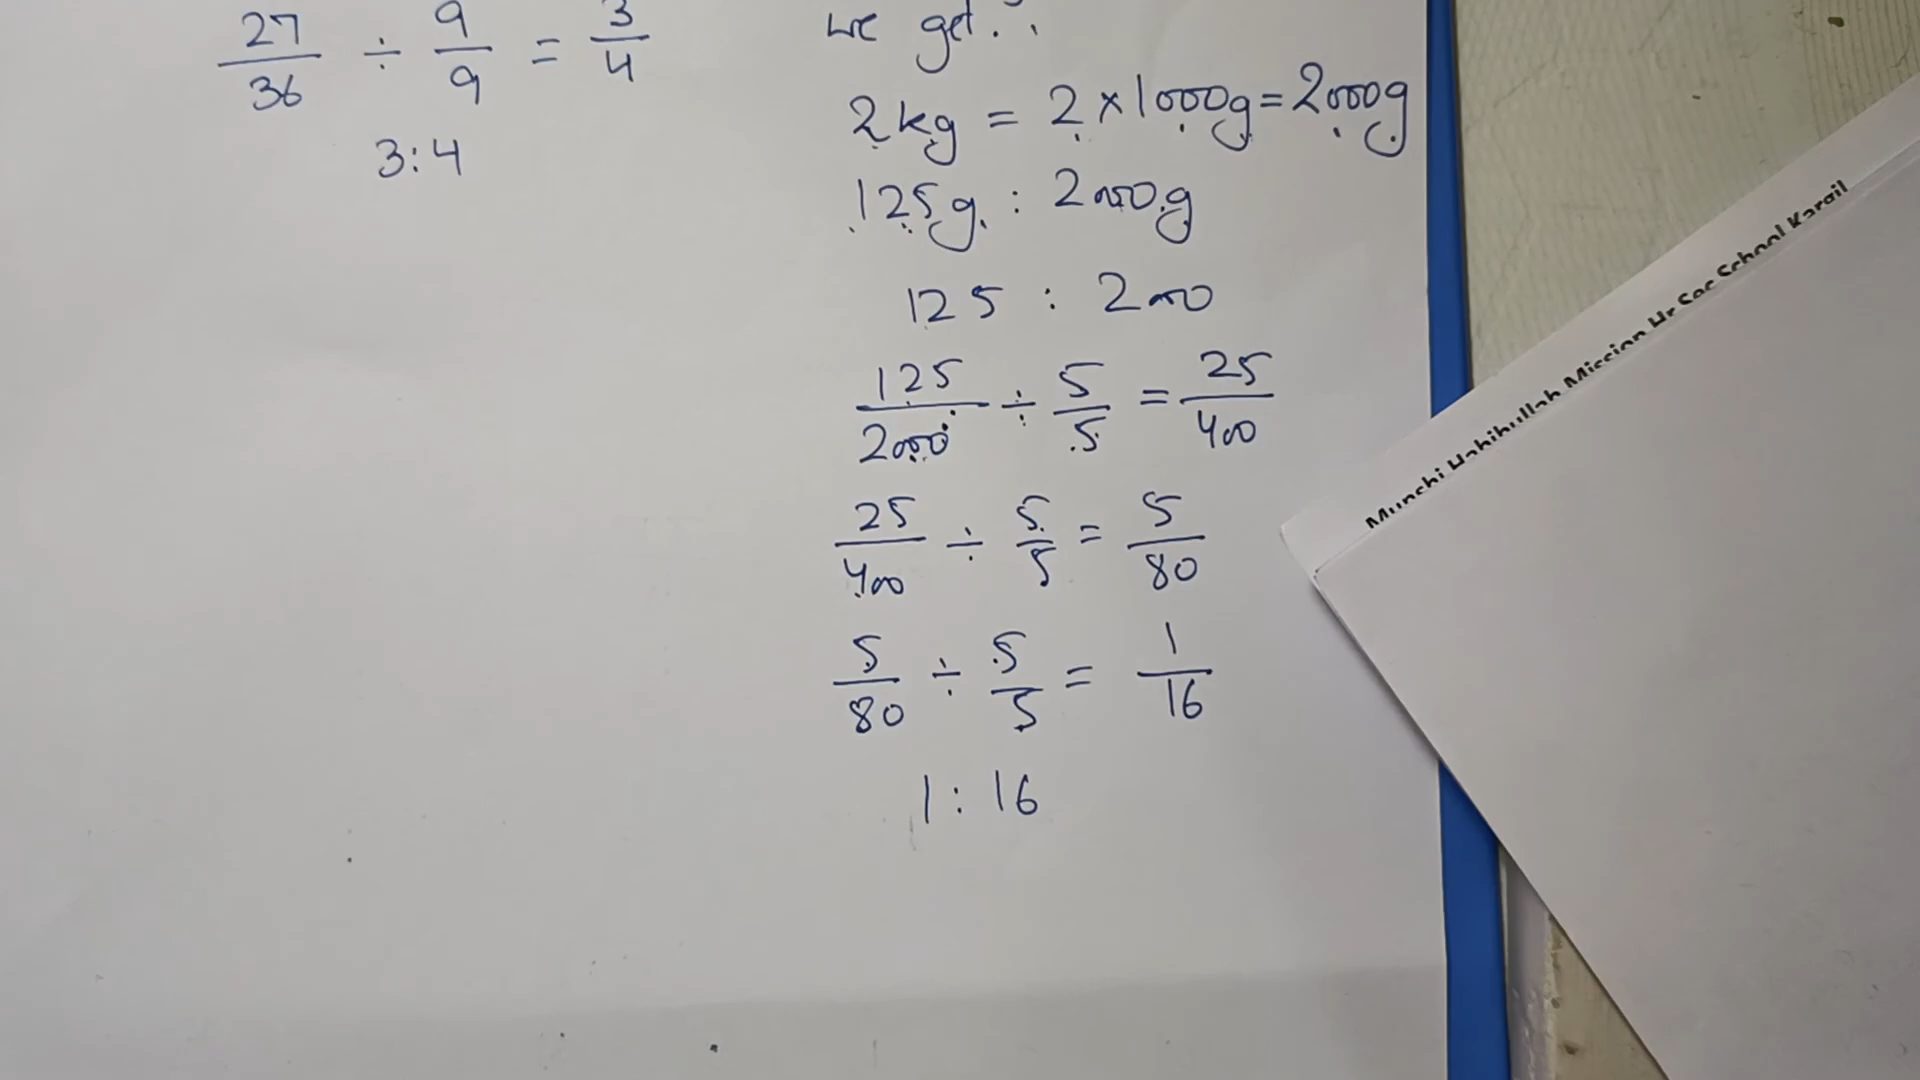 27/36 ÷ 9/9 = 3/4
3:4
we get.
2kg = 2×1000g=2000g
125g : 2000g
125 : 2000
125/2000 ÷ 5/5 = 25/400
25/400 ÷ 5/5 = 5/80
5/80 ÷ 5/5 = 1/16
1:16
Munshi Habibullah Mission Hr Sec School Karail